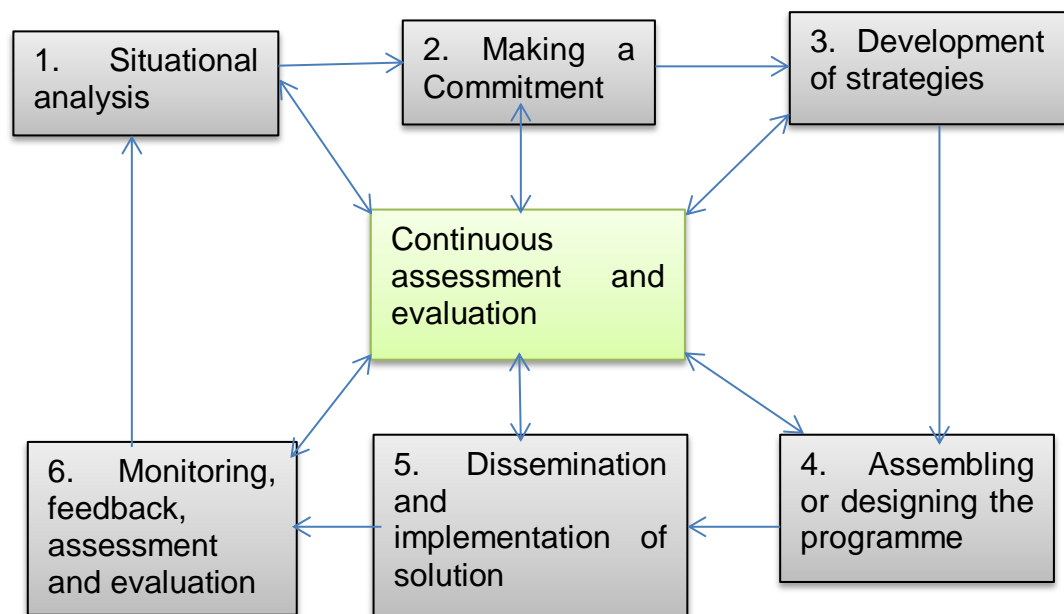 1. Situational
analysis
2. Making a
Commitment
3. Development
of strategies
Continuous
assessment and
evaluation
6. Monitoring,
feedback,
assessment
and evaluation
5. Dissemination
and
implementation of
solution
4. Assembling
or designing the
programme